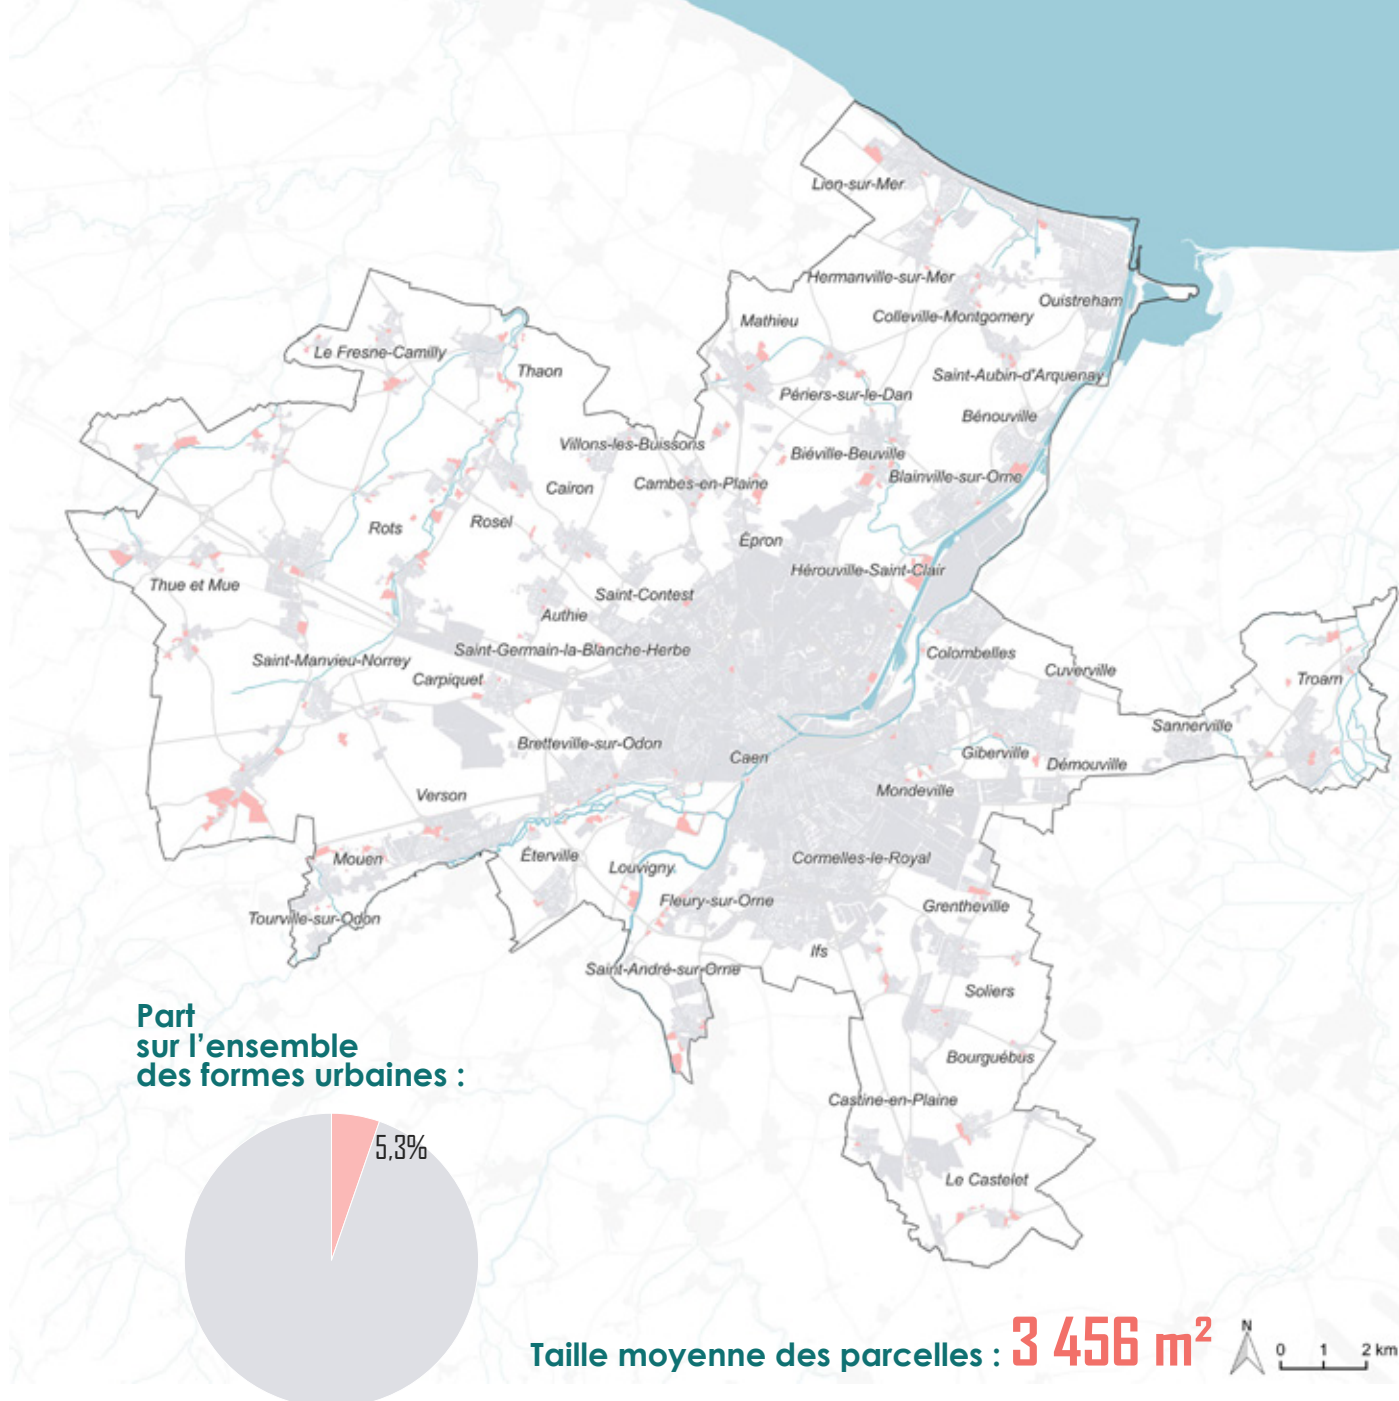 Lion-sur-Mer
Hermanville-sur-Mer
Ouistreham
Colleville-Montgomery
Mathieu
Le Fresne-Camilly
Thaon
Saint-Aubin-d'Arquenay
Périers-sur-le-Dan
Bénouville
Villons-les-Buissons
Biéville-Beuville
Blainville-sur-Orne
Cairon
Cambes-en-Plaine
Rots
Rosel
Épron
Hérouville-Saint-Clair
Thue et Mue
Saint-Contest
Authie
Saint-Germain-la-Blanche-Herbe
Colombelles
Saint-Manvieu-Norrey
Carpiquet
Cuverville
Troarn
Sannerville
Bretteville-sur-Odon
Caen
Giberville
Démouville
Verson
Mondeville
Mouen
Éterville
Louvigny
Cormelles-le-Royal
Fleury-sur-Orne
Grentheville
Tourville-sur-Odon
Ifs
Saint-André-sur-Orne
Soliers
Bourguébus
Castine-en-Plaine
Le Castelet
Part
sur l'ensemble
des formes urbaines :
5,3%
Taille moyenne des parcelles : 3 456 m²
N
0 1 2 km